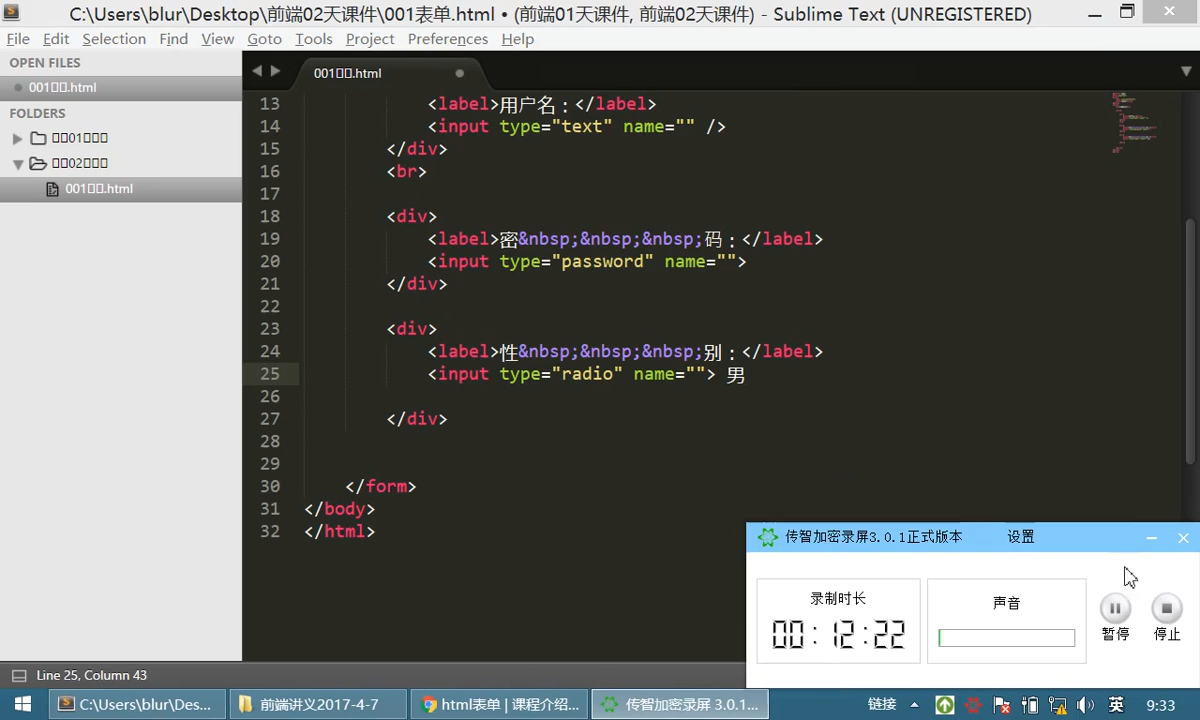 C:\Users\blur\Desktop\前端02天课件\001表单.html • (前端01天课件, 前端02天课件) - Sublime Text (UNREGISTERED)
File Edit Selection Find View Goto Tools Project Preferences Help
OPEN FILES
001▯▯.html
FOLDERS
▯▯01▯▯▯
▯▯02▯▯▯
001▯▯.html
001▯▯.html
13 <label>用户名：</label>
14 <input type="text" name="" />
15 </div>
16 <br>
17
18 <div>
19 <label>密&nbsp;&nbsp;&nbsp;码：</label>
20 <input type="password" name="">
21 </div>
22
23 <div>
24 <label>性&nbsp;&nbsp;&nbsp;别：</label>
25 <input type="radio" name=""> 男
26
27 </div>
28
29
30 </form>
31 </body>
32 </html>
传智加密录屏3.0.1正式版本 设置
录制时长
00:12:22
声音
暂停
停止
Line 25, Column 43
C:\Users\blur\Des...
前端讲义2017-4-7
html表单 | 课程介绍...
传智加密录屏 3.0....
链接
英
9:33